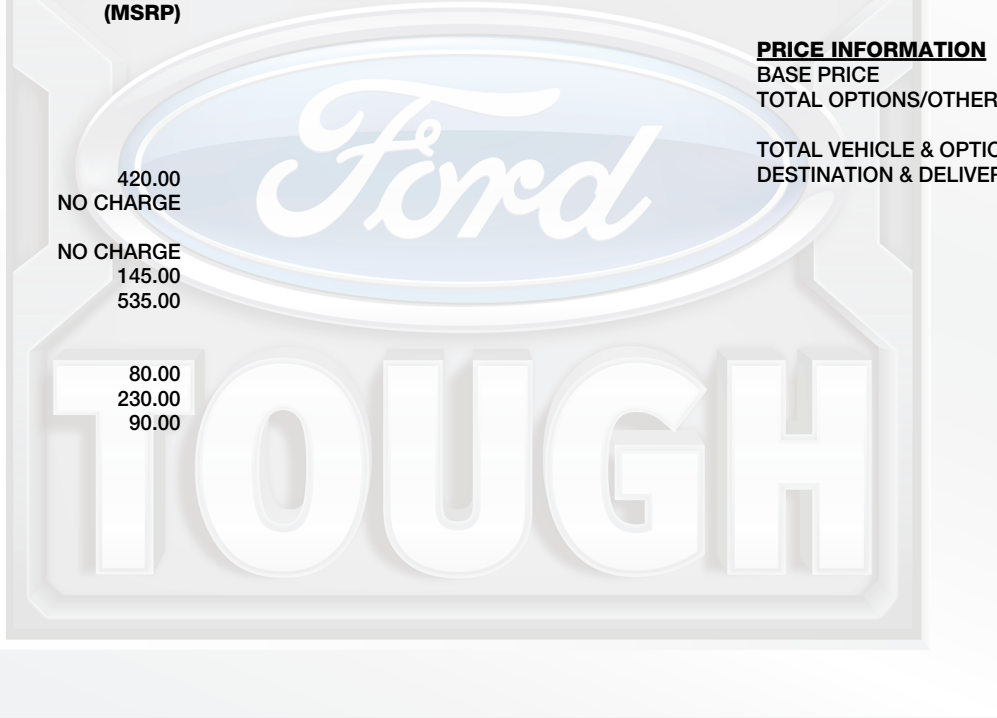 (MSRP)
420.00
NO CHARGE
NO CHARGE
145.00
535.00
80.00
230.00
90.00
PRICE INFORMATION
BASE PRICE
TOTAL OPTIONS/OTHER
TOTAL VEHICLE & OPTIO
DESTINATION & DELIVER
Ford
TOUGH